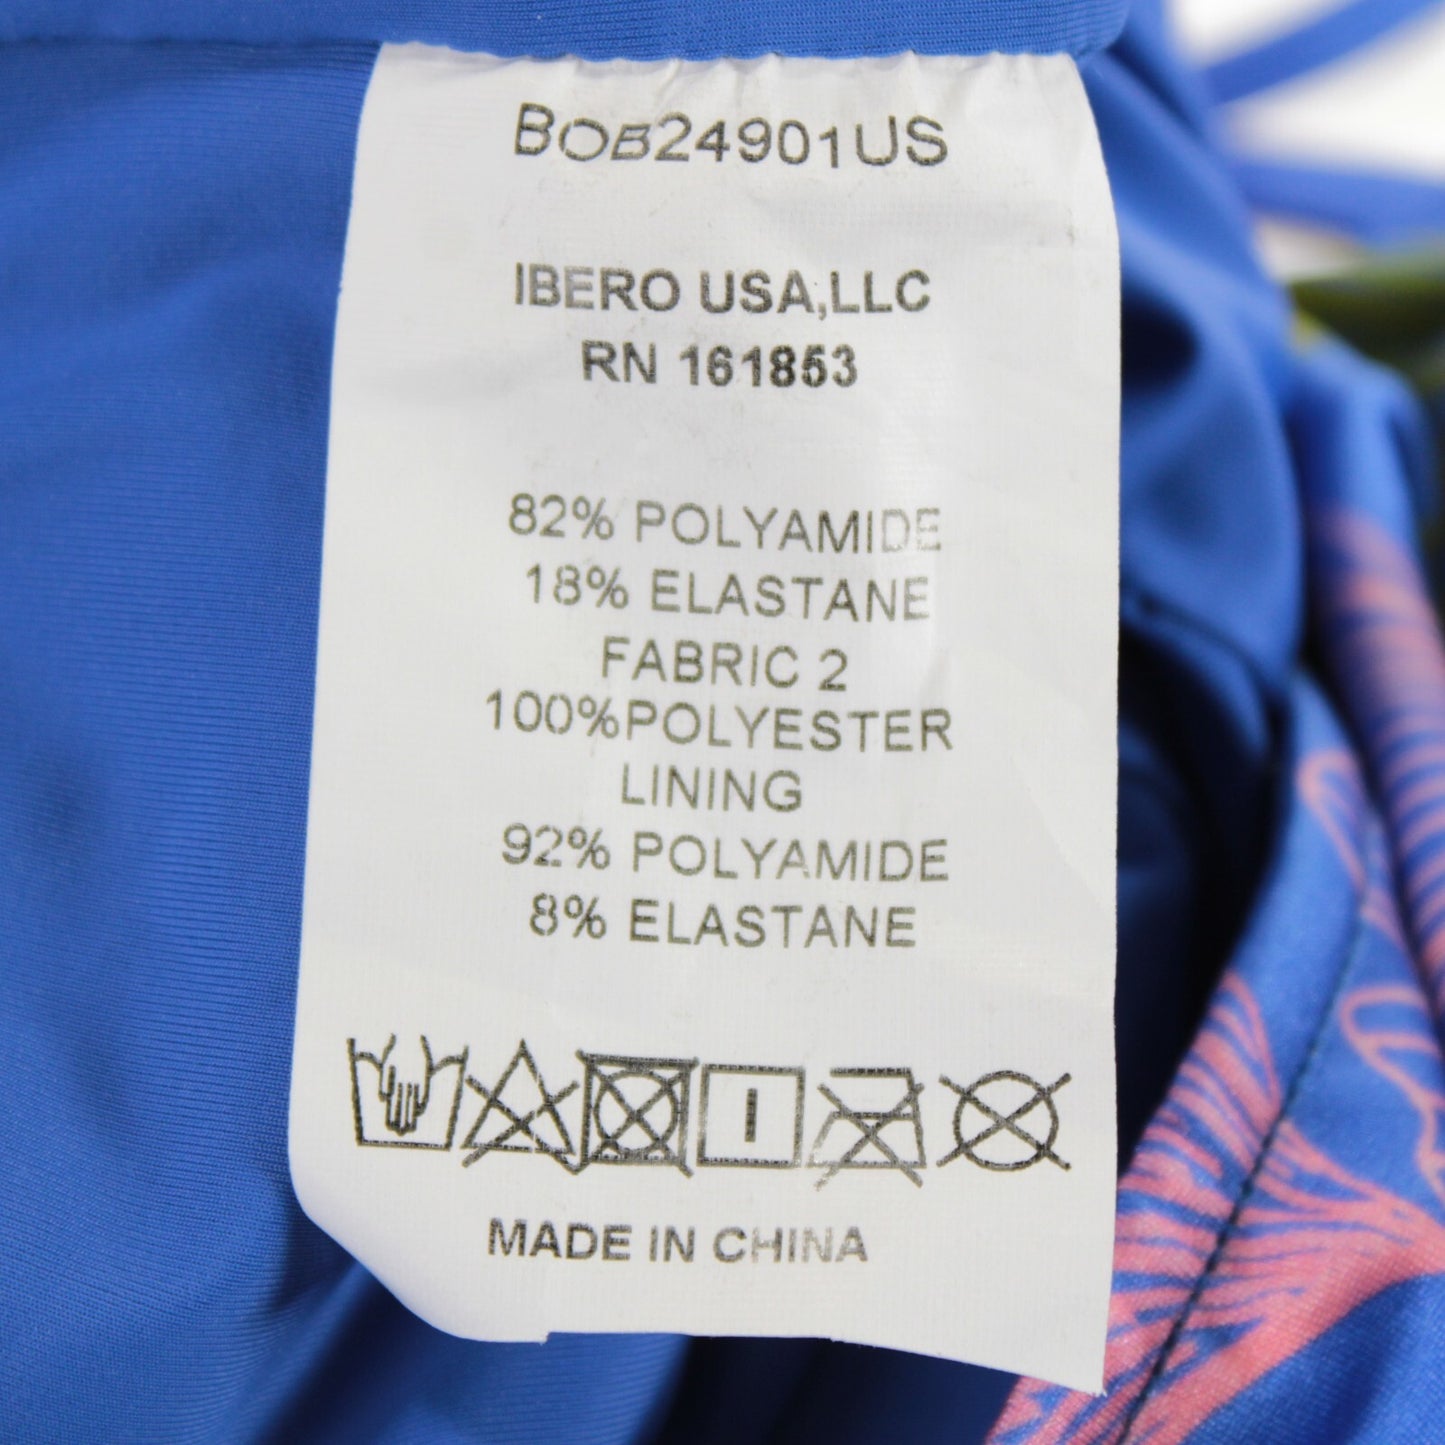 BOB24901US
IBERO USA,LLC
RN 161853
82% POLYAMIDE
18% ELASTANE
FABRIC 2
100%POLYESTER
LINING
92% POLYAMIDE
8% ELASTANE
MADE IN CHINA